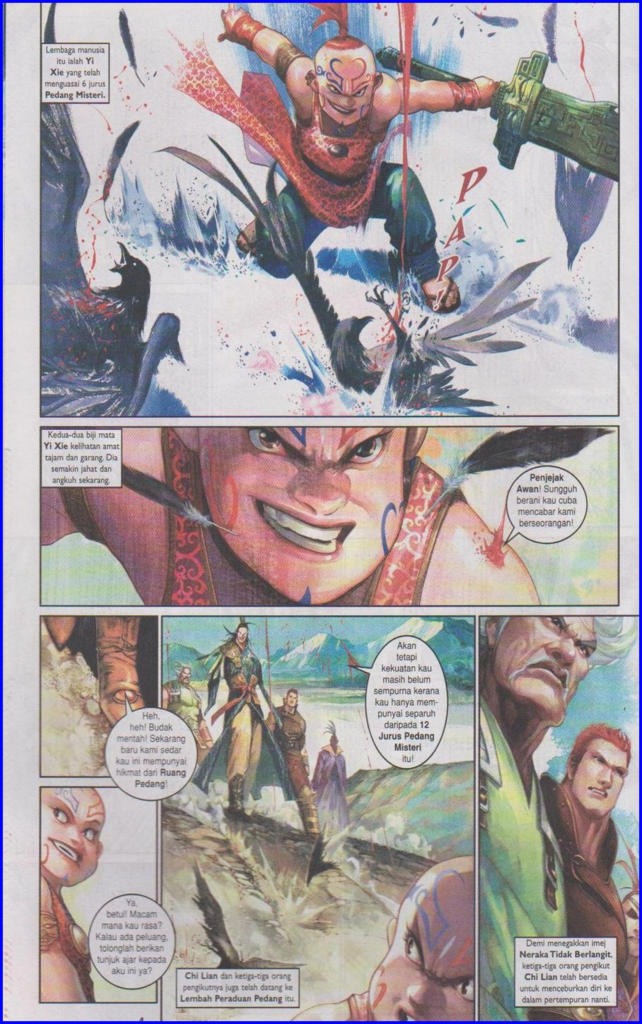 Lembaga manusia
itu ialah Yi
Xie yang telah
menguasai 6 jurus
Pedang Misteri.
PAP!
Kedua-dua biji mata
Yi Xie kelihatan amat
tajam dan garang. Dia
semakin jahat dan
angkuh sekarang.
Penjejak
Awan! Sungguh
berani kau cuba
mencabar kami
berseorangan!
Heh,
heh! Budak
mentah! Sekarang
baru kami sedar
kau ini mempunyai
hikmat dari Ruang
Pedang!
Akan
tetapi
kekuatan kau
masih belum
sempurna kerana
kau hanya mem-
punyai separuh
daripada 12
Jurus Pedang
Misteri
itu!
Ya,
betul! Macam
mana kau rasa?
Kalau ada peluang,
tolonglah berikan
tunjuk ajar kepada
aku ini ya?
Chi Lian dan ketiga-tiga orang
pengikutnya juga telah datang ke
Lembah Peraduan Pedang itu.
Demi menegakkan imej
Neraka Tidak Berlangit,
ketiga-tiga orang pengikut
Chi Lian telah bersedia
untuk menceburkan diri ke
dalam pertempuran nanti.